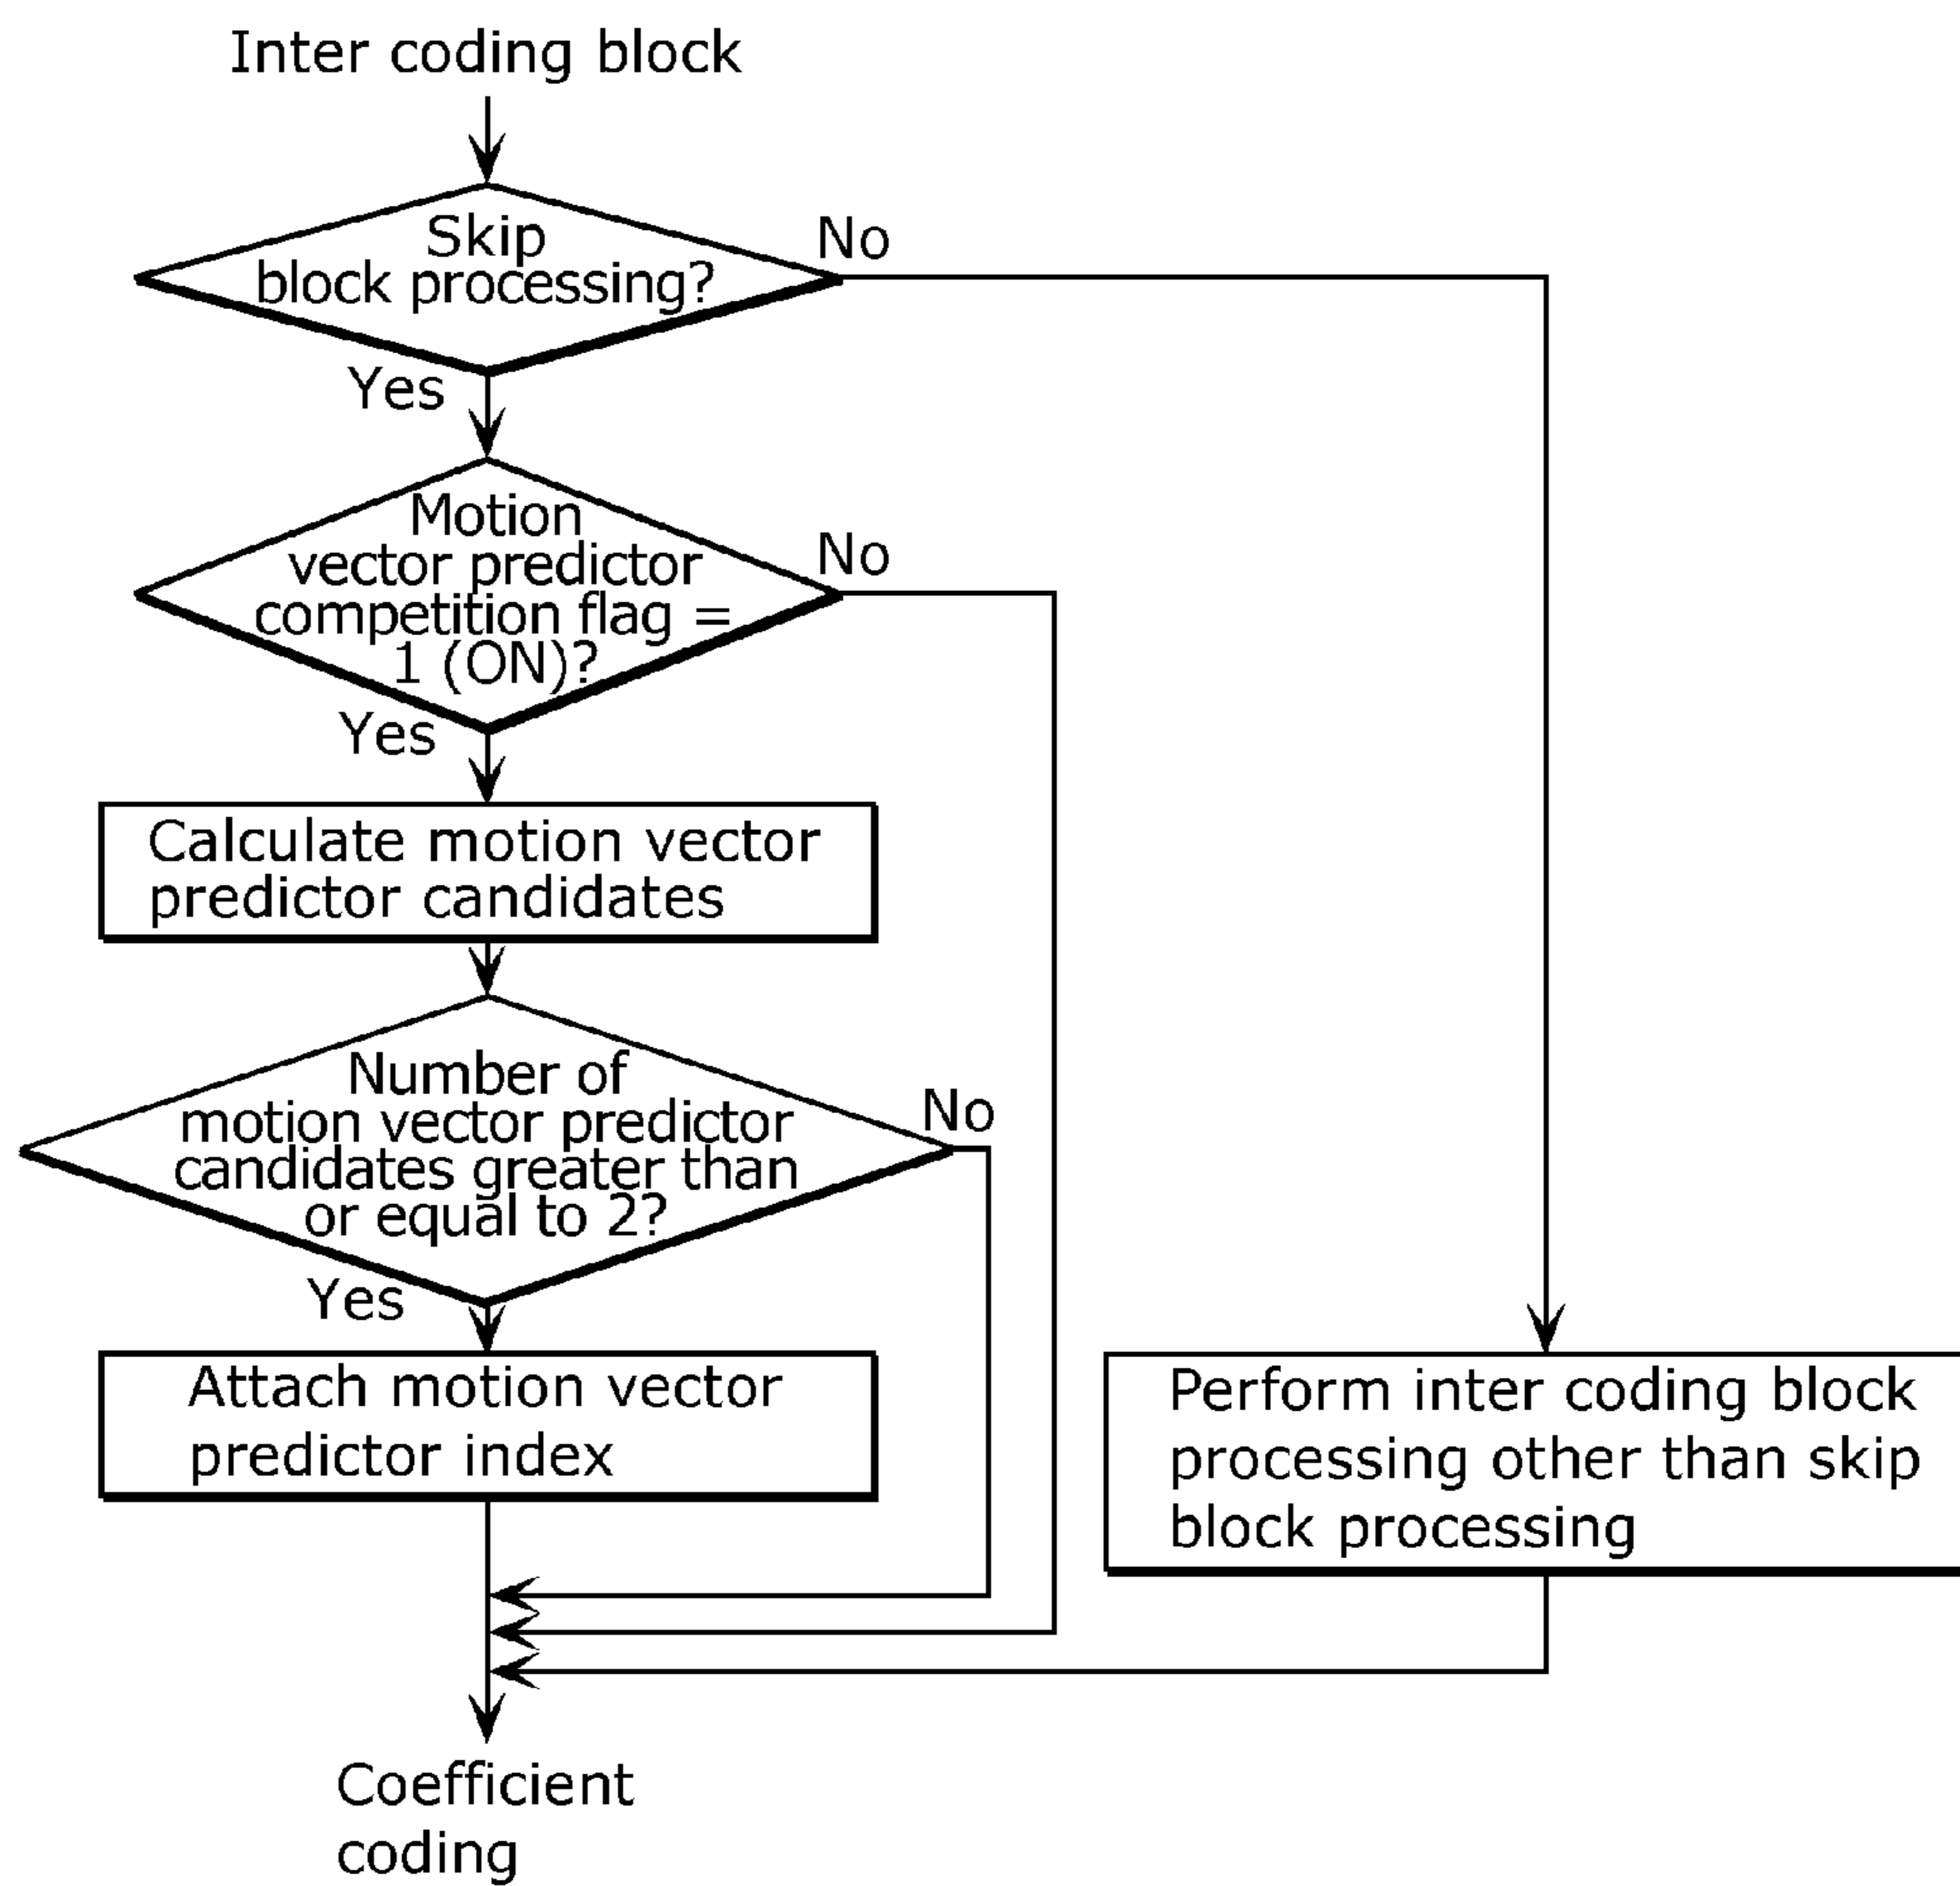 Inter coding block
Skip
block processing?
No
Yes
Motion
vector predictor
competition flag =
1 (ON)?
No
Yes
Calculate motion vector
predictor candidates
Number of
motion vector predictor
candidates greater than
or equal to 2?
No
Yes
Attach motion vector
predictor index
Perform inter coding block
processing other than skip
block processing
Coefficient
coding